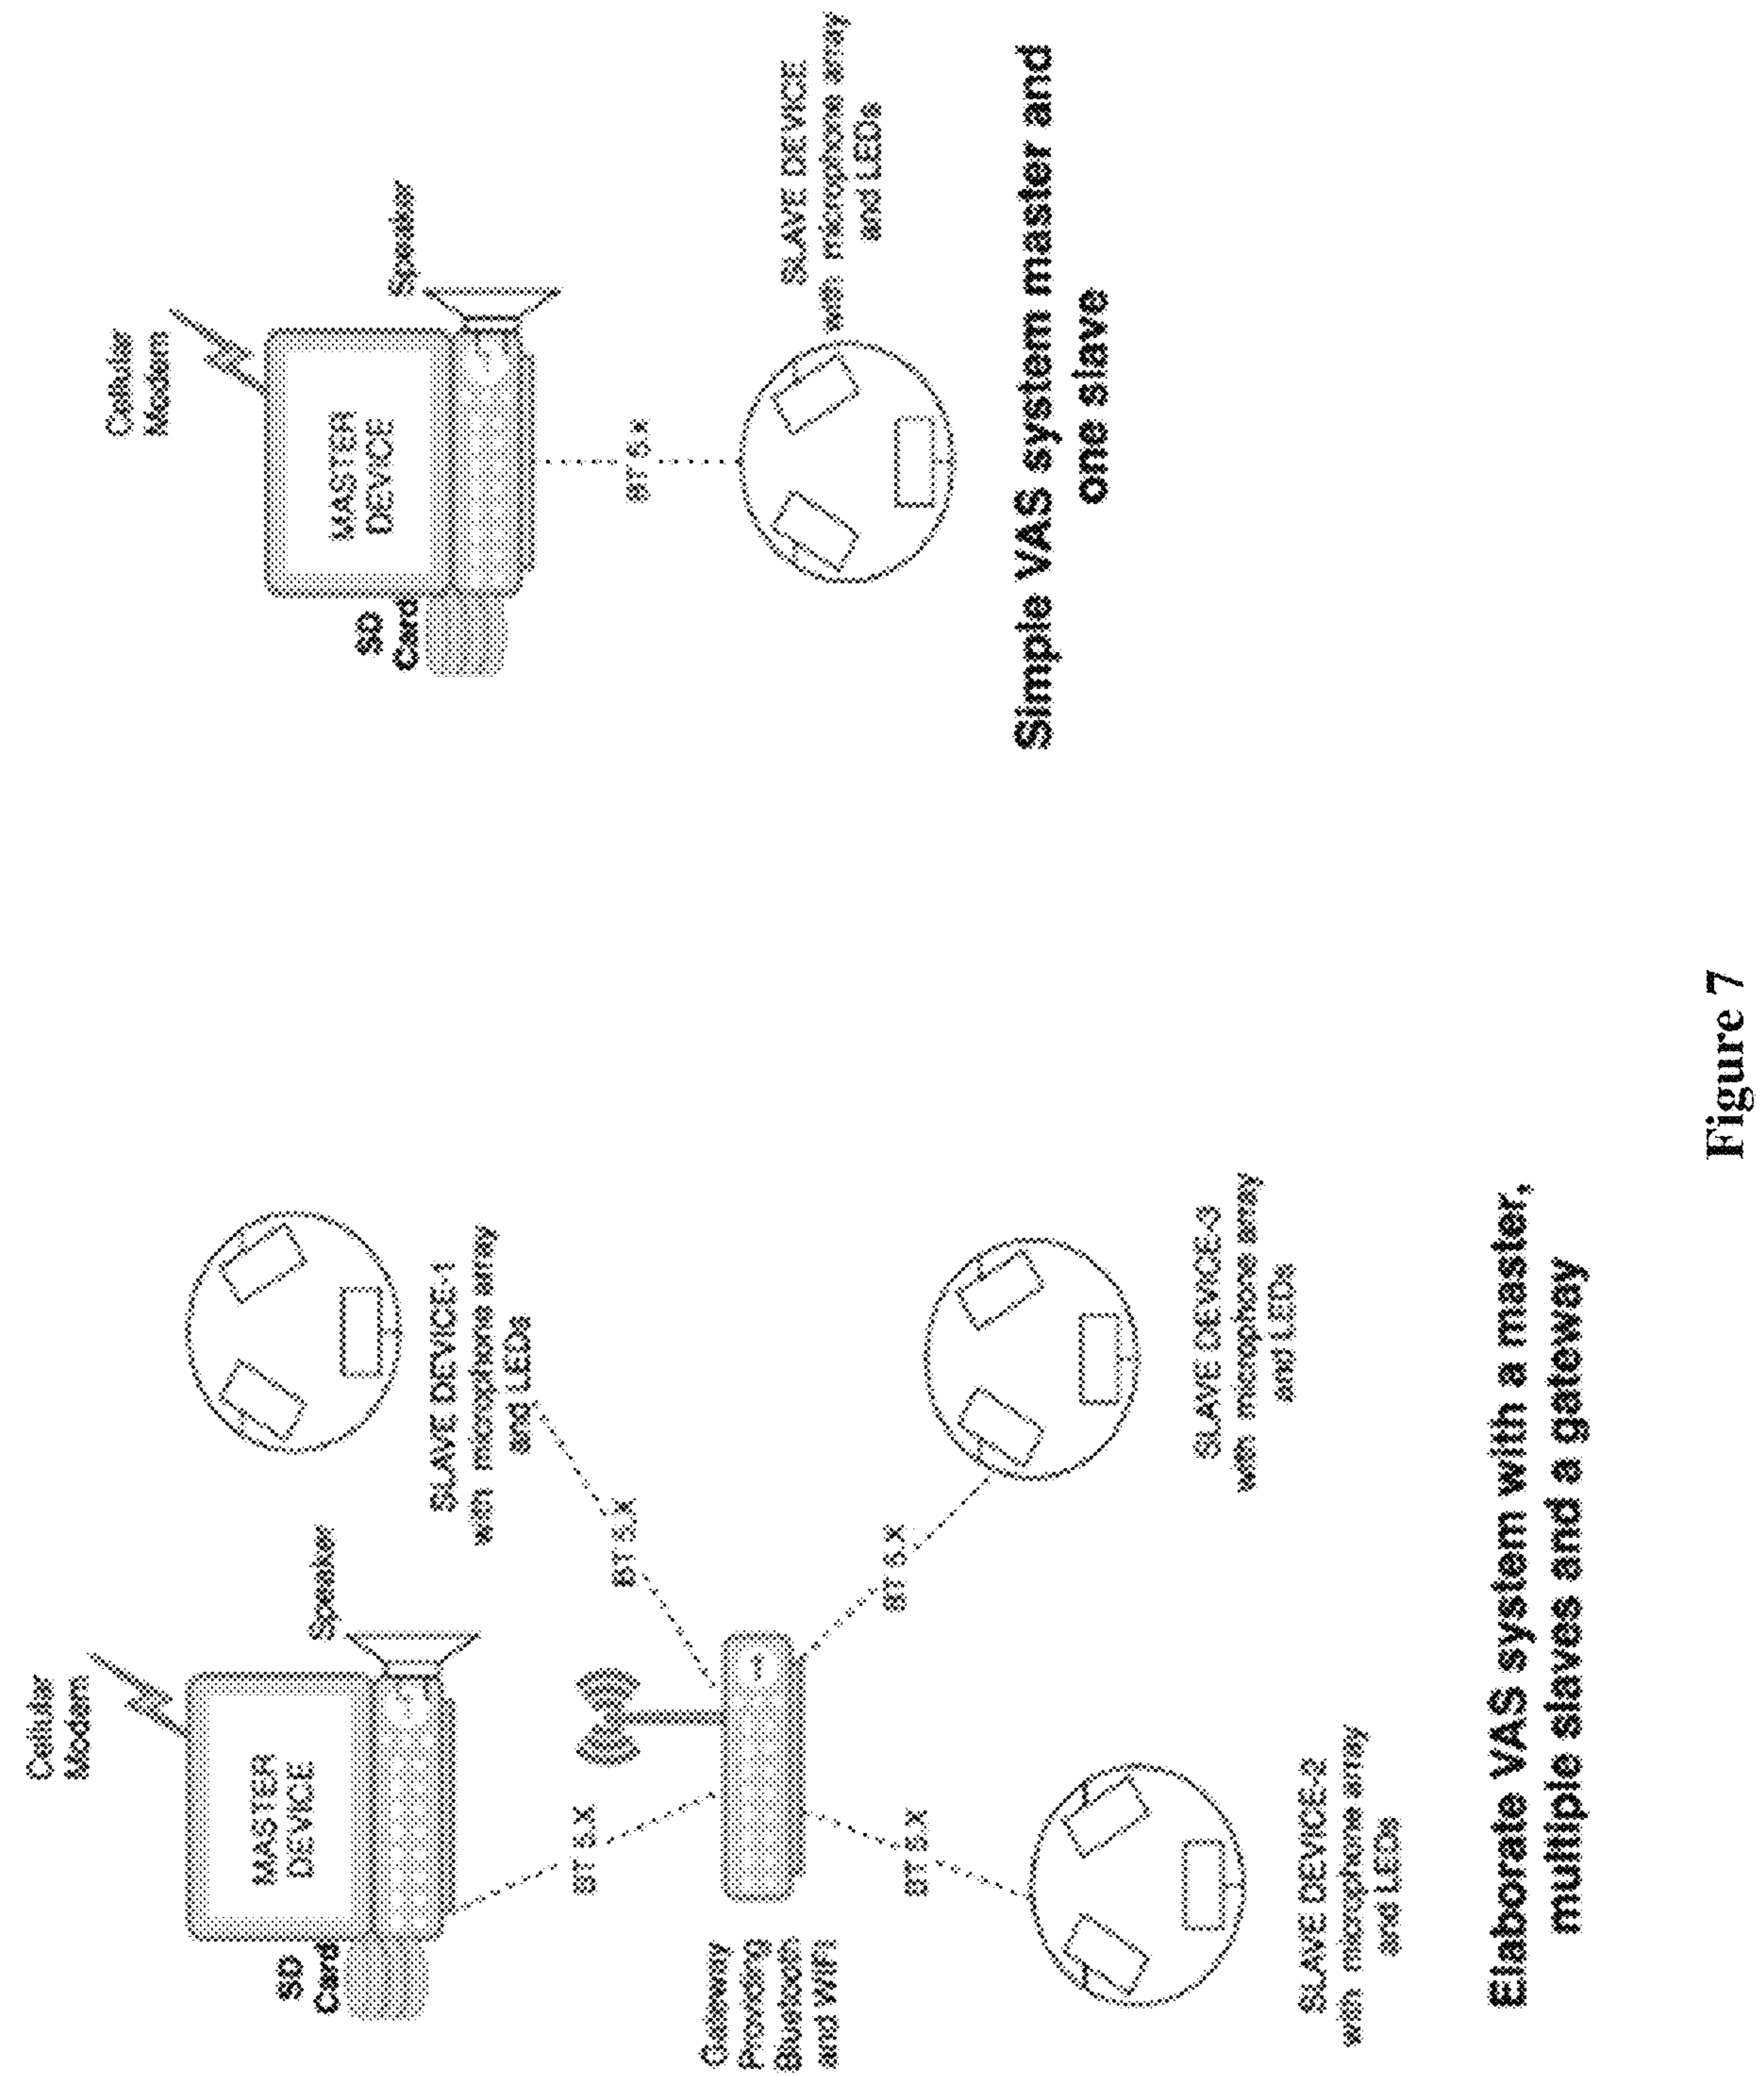 Cellular
Modem
MASTER
DEVICE
Speaker
SD
Card
BT 5.X
BT 5.X
SLAVE DEVICE-1
with microphone array
and LEDs
Gateway
Providing
Bluetooth
and WiFi
BT 5.X
BT 5.X
SLAVE DEVICE-2
with microphone array
and LEDs
SLAVE DEVICE-3
with microphone array
and LEDs
Elaborate VAS system with a master,
multiple slaves and a gateway
Cellular
Modem
MASTER
DEVICE
Speaker
SD
Card
BT 5.x
SLAVE DEVICE
with microphone array
and LEDs
Simple VAS system master and
one slave
Figure 7